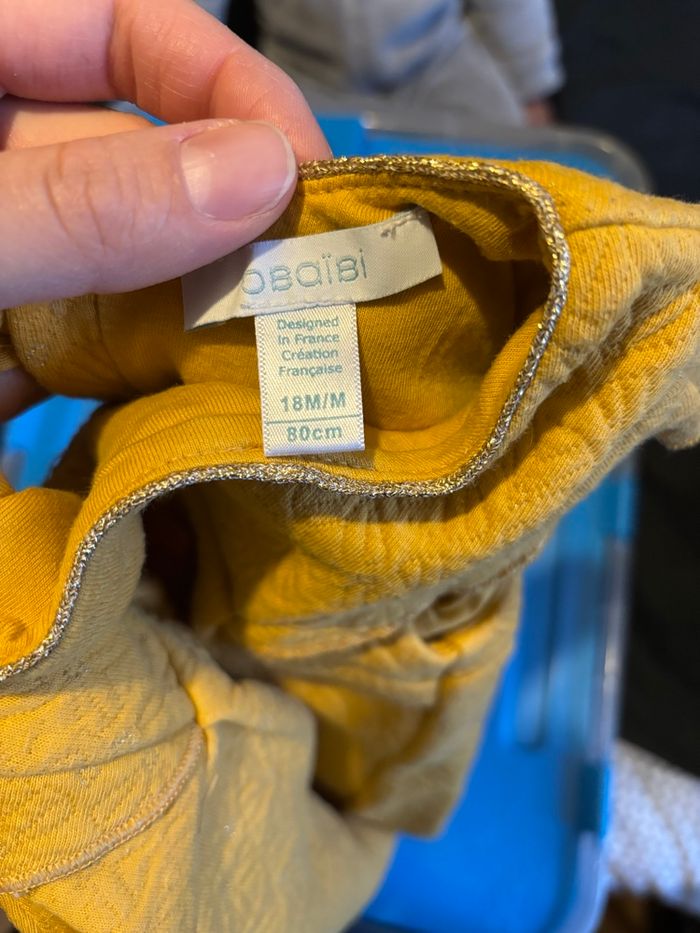 obaïbi
Designed
In France
Création
Française
18M/M
80cm